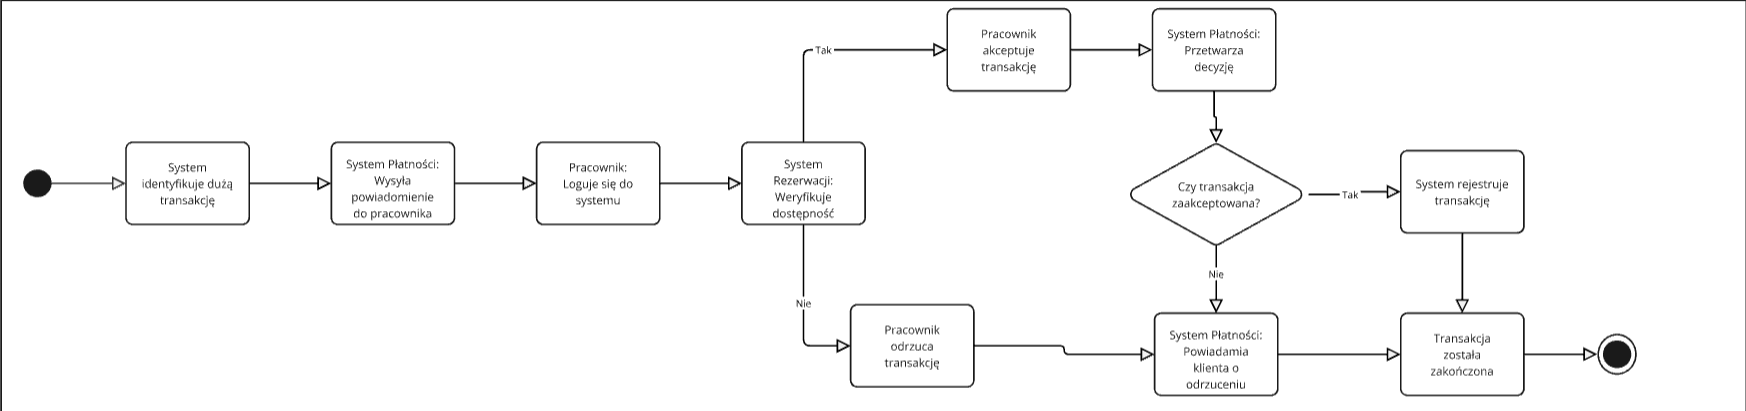 System
identyfikuje dużą
transakcję
System Płatności:
Wysyła
powiadomienie
do pracownika
Pracownik:
Loguje się do
systemu
System
Rezerwacji:
Weryfikuje
dostępność
Tak
Pracownik
akceptuje
transakcję
System Płatności:
Przetwarza
decyzję
Czy transakcja
zaakceptowana?
Tak
System rejestruje
transakcję
Nie
Nie
Pracownik
odrzuca
transakcję
System Płatności:
Powiadamia
klienta o
odrzuceniu
Transakcja
została
zakończona